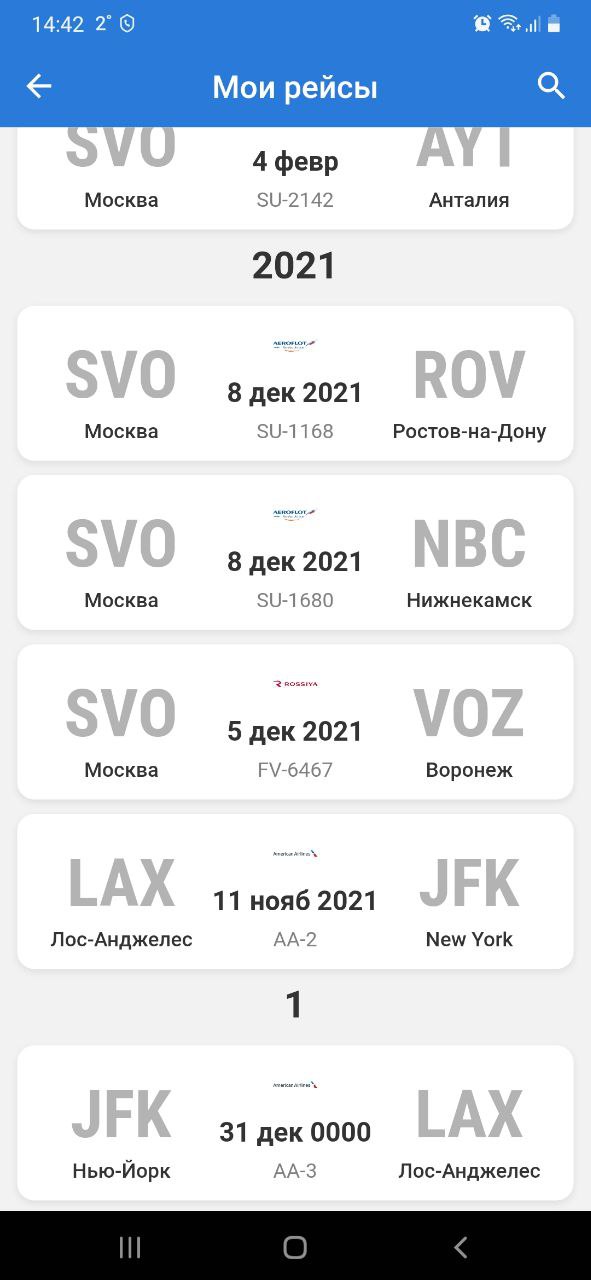 14:42 2°
Мои рейсы
SVO
4 февр
AYT
Москва
SU-2142
Анталия
2021
AEROFLOT
SVO
8 дек 2021
ROV
Москва
SU-1168
Ростов-на-Дону
AEROFLOT
SVO
8 дек 2021
NBC
Москва
SU-1680
Нижнекамск
ROSSIYA
SVO
5 дек 2021
VOZ
Москва
FV-6467
Воронеж
American Airlines
LAX
11 нояб 2021
JFK
Лос-Анджелес
AA-2
New York
1
American Airlines
JFK
31 дек 0000
LAX
Нью-Йорк
AA-3
Лос-Анджелес